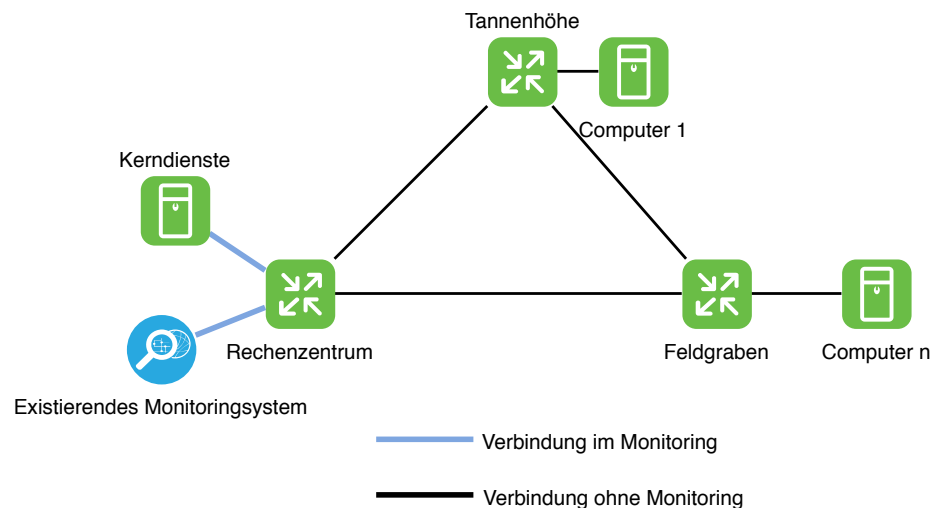 Tannenhöhe
Computer 1
Kerndienste
Rechenzentrum
Feldgraben
Computer n
Existierendes Monitoringsystem
Verbindung im Monitoring
Verbindung ohne Monitoring